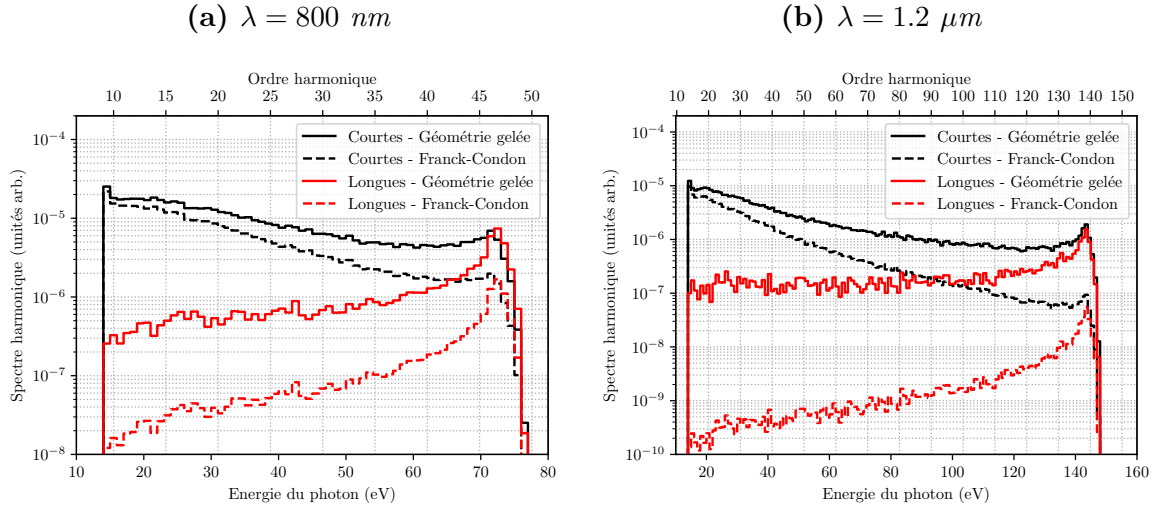 (a) λ = 800 nm
Ordre harmonique
10 15 20 25 30 35 40 45 50
Spectre harmonique (unités arb.)
10⁻⁴
10⁻⁵
10⁻⁶
10⁻⁷
10⁻⁸
Courtes - Géométrie gelée
Courtes - Franck-Condon
Longues - Géométrie gelée
Longues - Franck-Condon
10 20 30 40 50 60 70 80
Energie du photon (eV)
(b) λ = 1.2 μm
Ordre harmonique
10 20 30 40 50 60 70 80 90 100 110 120 130 140 150
Spectre harmonique (unités arb.)
10⁻⁴
10⁻⁵
10⁻⁶
10⁻⁷
10⁻⁸
10⁻⁹
10⁻¹⁰
Courtes - Géométrie gelée
Courtes - Franck-Condon
Longues - Géométrie gelée
Longues - Franck-Condon
20 40 60 80 100 120 140 160
Energie du photon (eV)